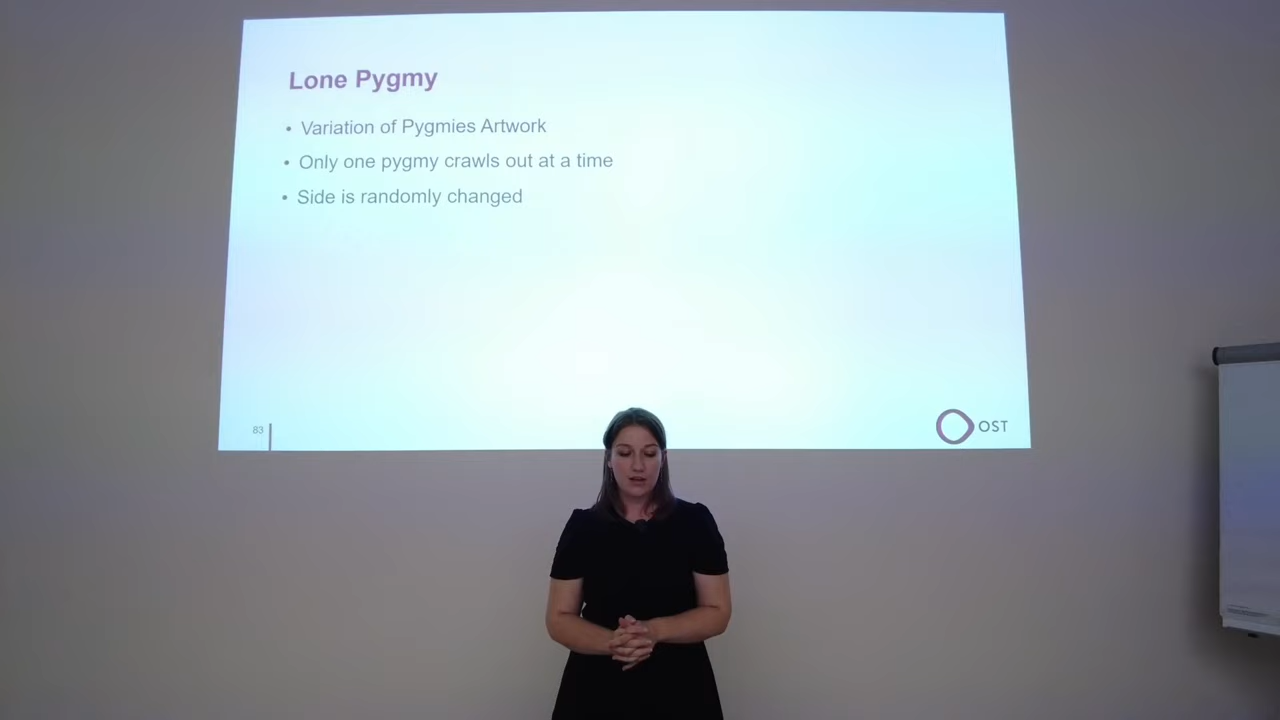 Lone Pygmy
• Variation of Pygmies Artwork
• Only one pygmy crawls out at a time
• Side is randomly changed
83
OST